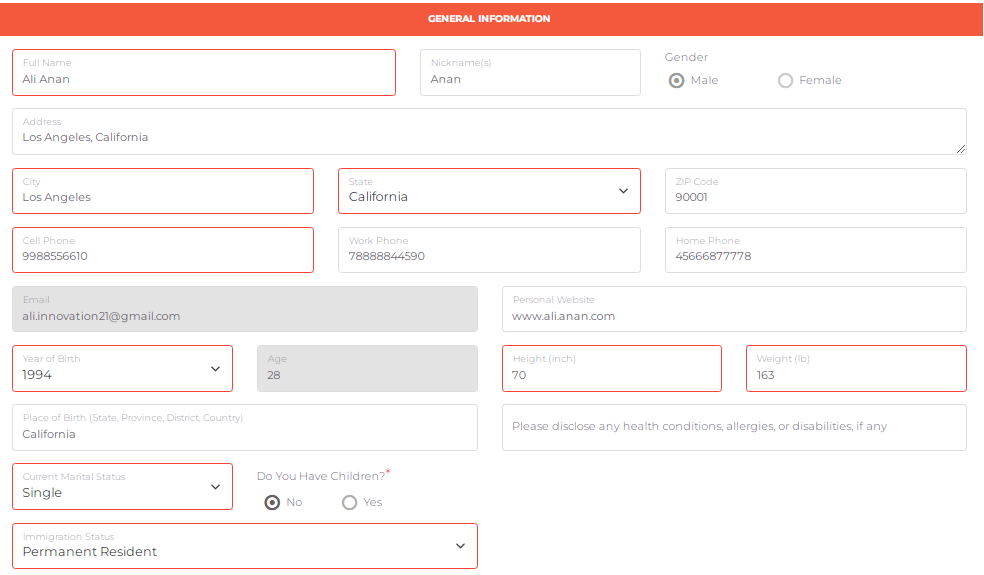 GENERAL INFORMATION
Full Name
Ali Anan
Nickname(s)
Anan
Gender
Male
Female
Address
Los Angeles, California
City
Los Angeles
State
California
ZIP Code
90001
Cell Phone
9988556610
Work Phone
78888844590
Home Phone
45666877778
Email
ali.innovation21@gmail.com
Personal Website
www.ali.anan.com
Year of Birth
1994
Age
28
Height (inch)
70
Weight (lb)
163
Place of Birth (State, Province, District, Country)
California
Please disclose any health conditions, allergies, or disabilities, if any
Current Marital Status
Single
Do You Have Children?*
No
Yes
Immigration Status
Permanent Resident